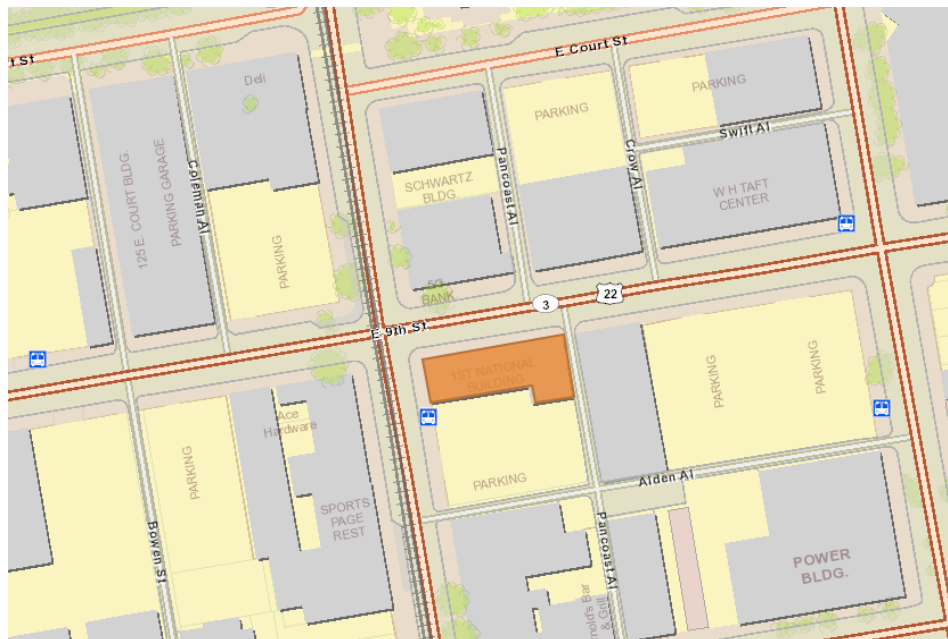 t St
E Court St
Deli
PARKING
PARKING
Swift Al
Coleman Al
125 E. COURT BLDG.
PARKING GARAGE
SCHWARTZ
BLDG.
Pancoast Al
Crow Al
W H TAFT
CENTER
PARKING
5/3
BANK
3
22
E 9th St
1ST NATIONAL
BUILDING
PARKING
PARKING
Ace
Hardware
PARKING
PARKING
Alden Al
SPORTS
PAGE
REST
Bowen St
Pancoast Al
POWER
BLDG.
nold's Bar
& Grill